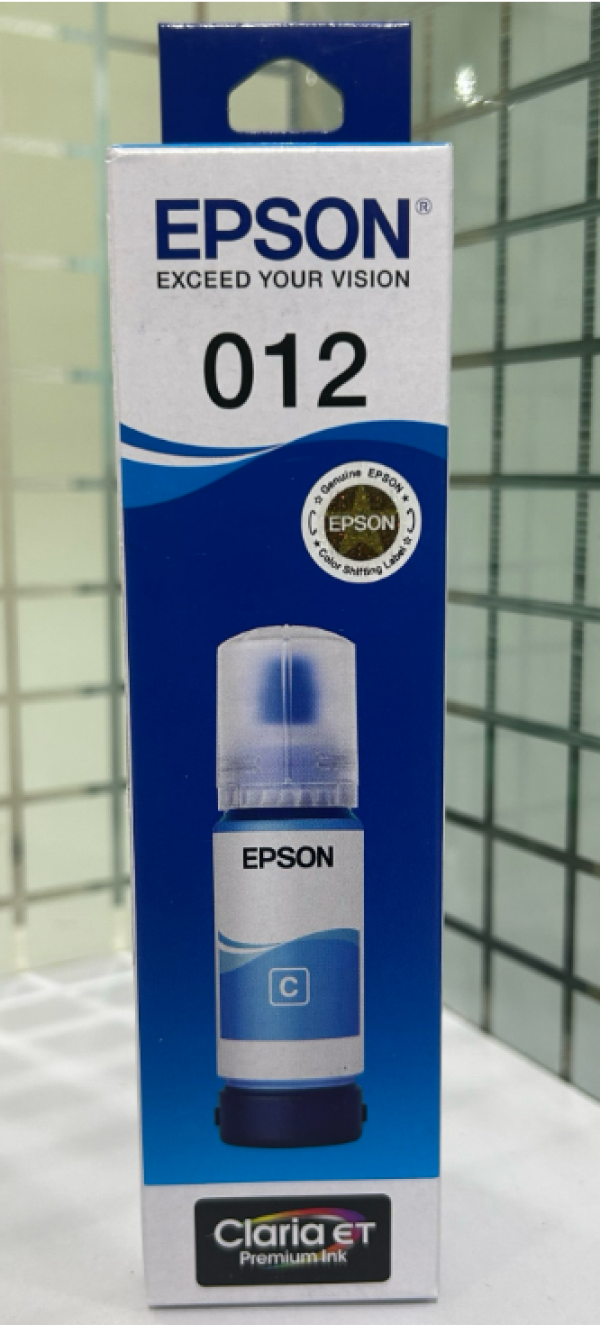 EPSON®
EXCEED YOUR VISION
012
Genuine EPSON
EPSON
Color Shifting Label
EPSON
C
Claria ET
Premium Ink